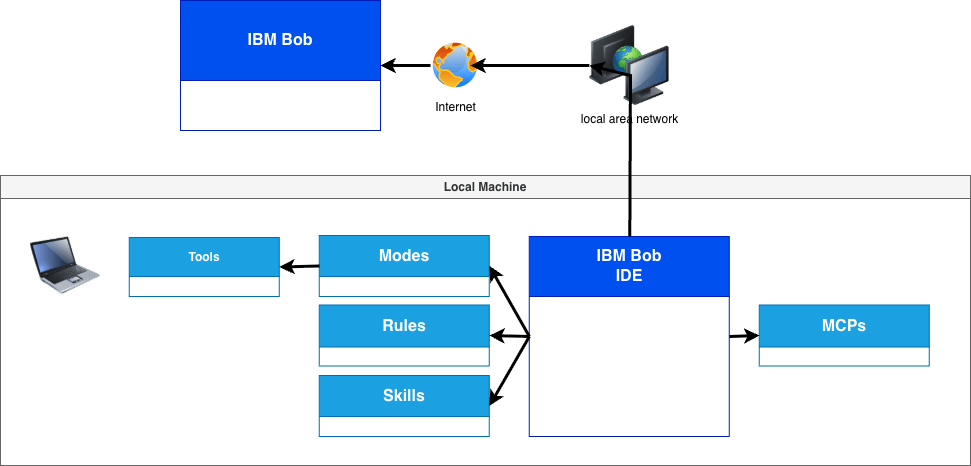 IBM Bob
Internet
local area network
Local Machine
Tools
Modes
IBM Bob
IDE
Rules
MCPs
Skills